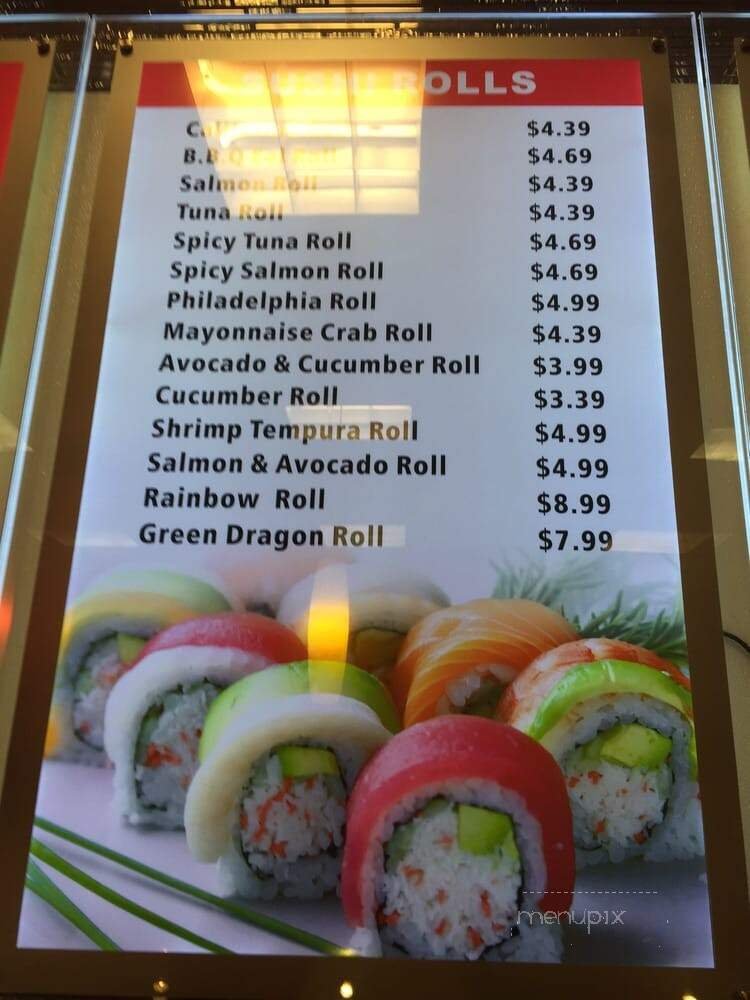 SUSHI ROLLS
$4.39
B.B.Q Eel Roll $4.69
Salmon Roll $4.39
Tuna Roll $4.39
Spicy Tuna Roll $4.69
Spicy Salmon Roll $4.69
Philadelphia Roll $4.99
Mayonnaise Crab Roll $4.39
Avocado & Cucumber Roll $3.99
Cucumber Roll $3.39
Shrimp Tempura Roll $4.99
Salmon & Avocado Roll $4.99
Rainbow Roll $8.99
Green Dragon Roll $7.99
menupix